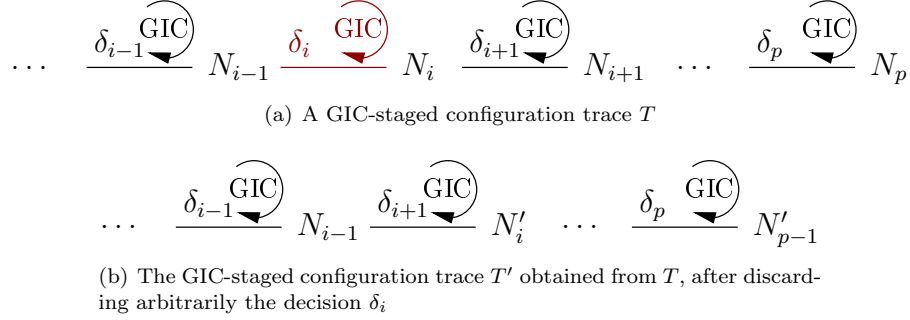 ⋯ δ_{i−1} GIC N_{i−1} δ_i GIC N_i δ_{i+1} GIC N_{i+1} ⋯ δ_p GIC N_p
(a) A GIC-staged configuration trace T
⋯ δ_{i−1} GIC N_{i−1} δ_{i+1} GIC N′_i ⋯ δ_p GIC N′_{p−1}
(b) The GIC-staged configuration trace T′ obtained from T, after discard-
ing arbitrarily the decision δ_i